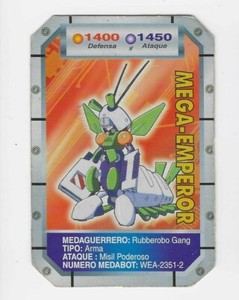 1400 1450
Defensa Ataque
MEGA-EMPEROR
MEDAGUERRERO: Rubberobo Gang
TIPO: Arma
ATAQUE : Misil Poderoso
NUMERO MEDABOT: WEA-2351-2